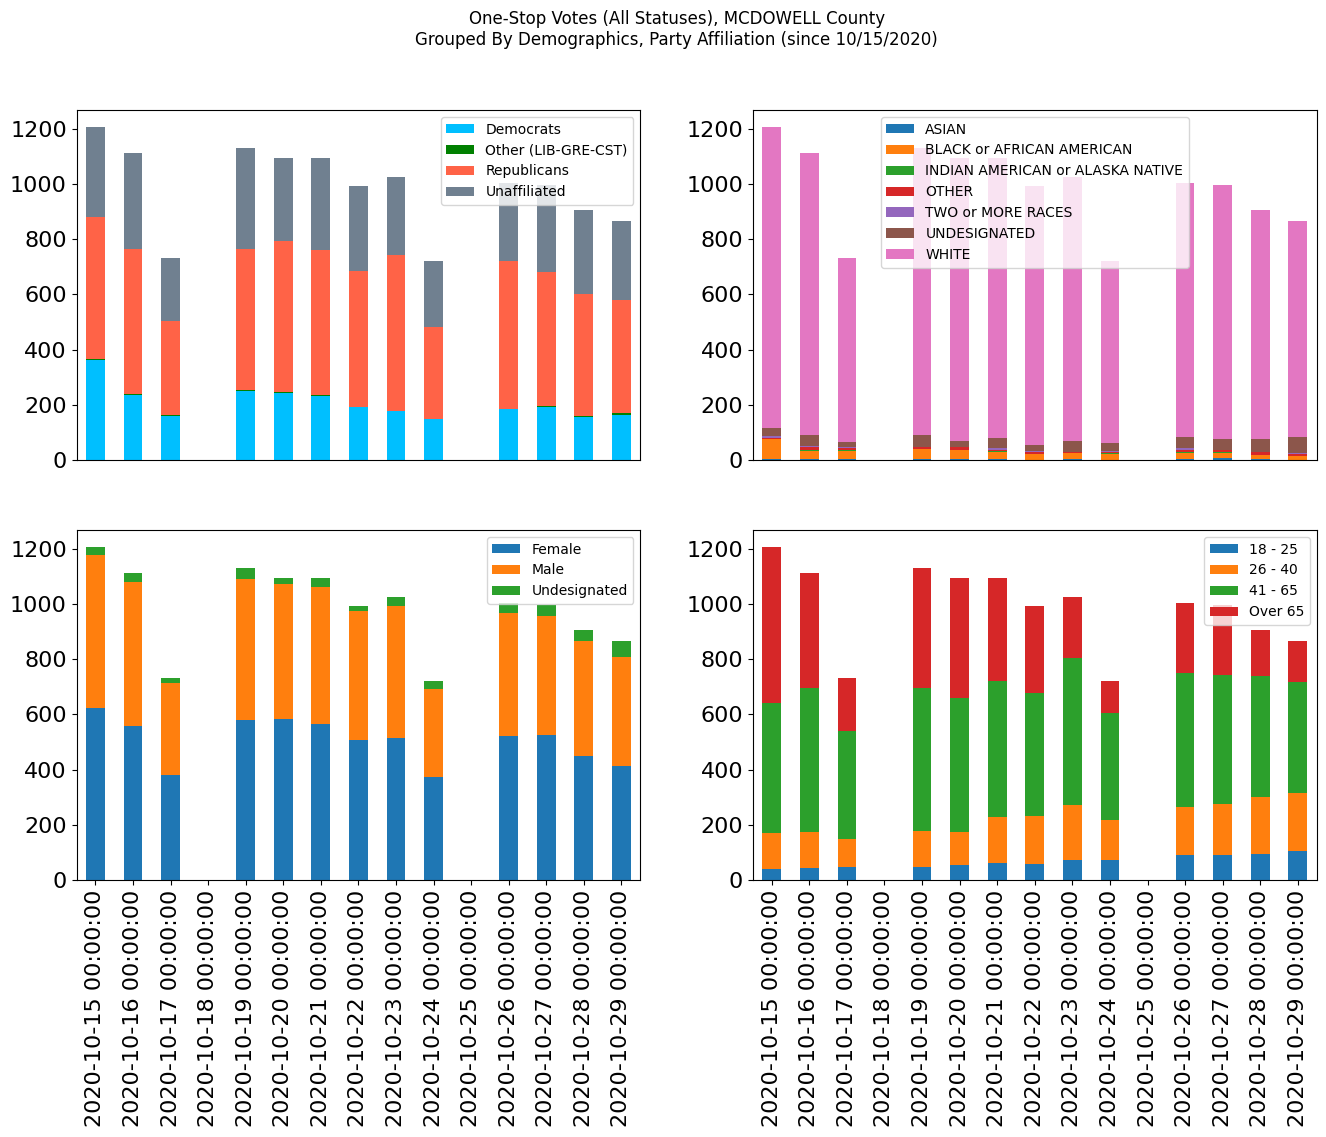 One-Stop Votes (All Statuses), MCDOWELL County
Grouped By Demographics, Party Affiliation (since 10/15/2020)
1200
1000
800
600
400
200
0
Democrats
Other (LIB-GRE-CST)
Republicans
Unaffiliated
1200
1000
800
600
400
200
0
ASIAN
BLACK or AFRICAN AMERICAN
INDIAN AMERICAN or ALASKA NATIVE
OTHER
TWO or MORE RACES
UNDESIGNATED
WHITE
1200
1000
800
600
400
200
0
Female
Male
Undesignated
2020-10-15 00:00:00
2020-10-16 00:00:00
2020-10-17 00:00:00
2020-10-18 00:00:00
2020-10-19 00:00:00
2020-10-20 00:00:00
2020-10-21 00:00:00
2020-10-22 00:00:00
2020-10-23 00:00:00
2020-10-24 00:00:00
2020-10-25 00:00:00
2020-10-26 00:00:00
2020-10-27 00:00:00
2020-10-28 00:00:00
2020-10-29 00:00:00
1200
1000
800
600
400
200
0
18 - 25
26 - 40
41 - 65
Over 65
2020-10-15 00:00:00
2020-10-16 00:00:00
2020-10-17 00:00:00
2020-10-18 00:00:00
2020-10-19 00:00:00
2020-10-20 00:00:00
2020-10-21 00:00:00
2020-10-22 00:00:00
2020-10-23 00:00:00
2020-10-24 00:00:00
2020-10-25 00:00:00
2020-10-26 00:00:00
2020-10-27 00:00:00
2020-10-28 00:00:00
2020-10-29 00:00:00